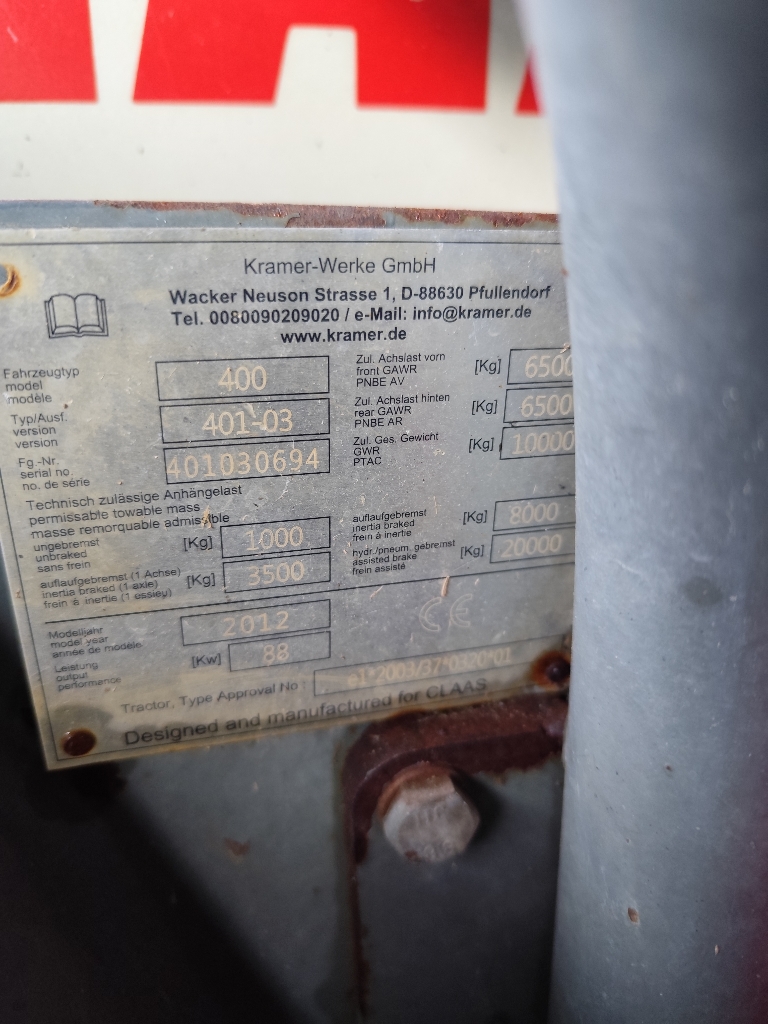 Kramer-Werke GmbH
Wacker Neuson Strasse 1, D-88630 Pfullendorf
Tel. 0080090209020 / e-Mail: info@kramer.de
www.kramer.de
Fahrzeugtyp
model
modèle
400
Zul. Achslast vorn
front GAWR
PNBE AV
[Kg]
6500
Typ/Ausf.
version
version
401-03
Zul. Achslast hinten
rear GAWR
PNBE AR
[Kg]
6500
Fg.-Nr.
serial no.
no. de série
401030694
Zul. Ges. Gewicht
GWR
PTAC
[Kg]
10000
Technisch zulässige Anhängelast
permissable towable mass
masse remorquable admissible
ungebremst
unbraked
sans frein
[Kg]
1000
auflaufgebremst
inertia braked
frein à inertie
[Kg]
8000
auflaufgebremst (1 Achse)
inertia braked (1 axle)
frein à inertie (1 essieu)
[Kg]
3500
hydr./pneum. gebremst
assisted brake
frein assisté
[Kg]
20000
Modelljahr
model year
année de modèle
2012
CE
Leistung
output
performance
[Kw]
88
Tractor, Type Approval No :
e1*2003/37*0320*01
Designed and manufactured for CLAAS